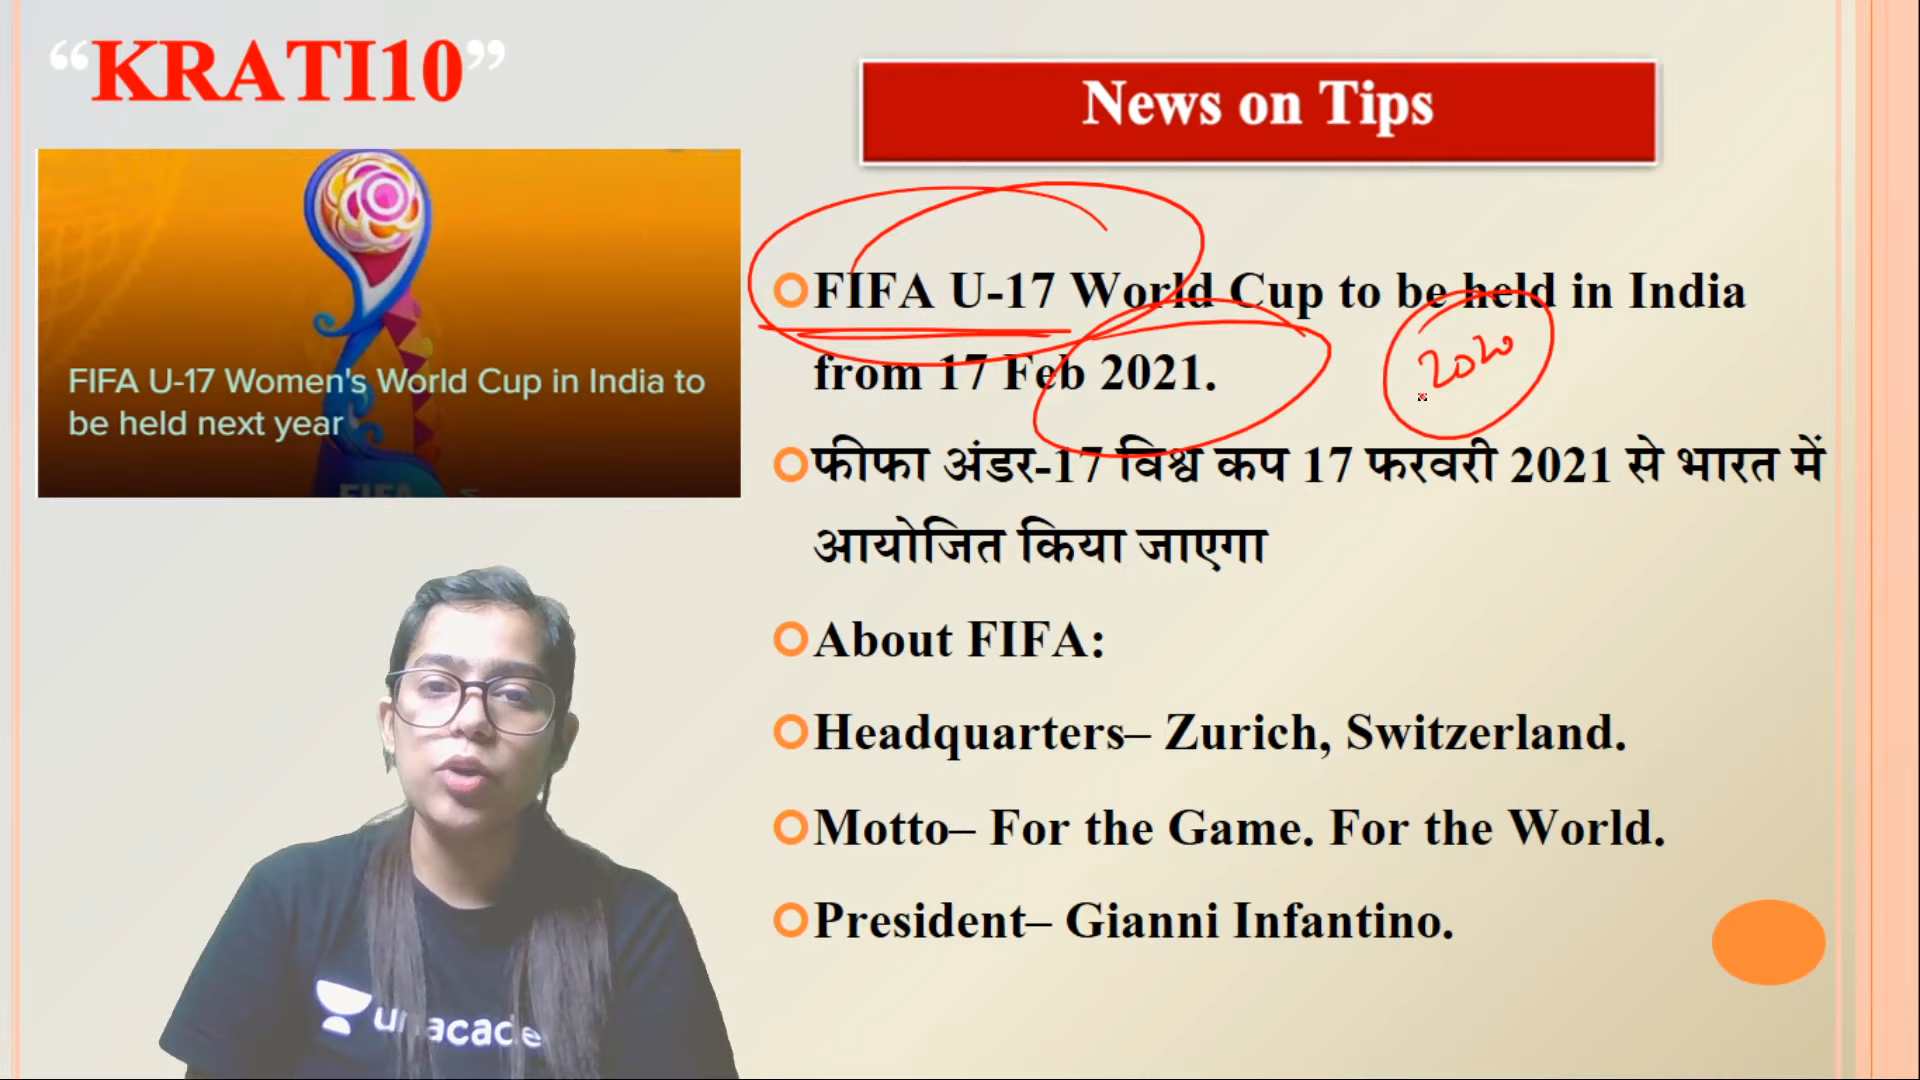 “KRATI10”
News on Tips
FIFA U-17 Women's World Cup in India to
be held next year
FIFA
FIFA U-17 World Cup to be held in India
from 17 Feb 2021.
2020
फीफा अंडर-17 विश्व कप 17 फरवरी 2021 से भारत में
आयोजित किया जाएगा
About FIFA:
Headquarters– Zurich, Switzerland.
Motto– For the Game. For the World.
President– Gianni Infantino.